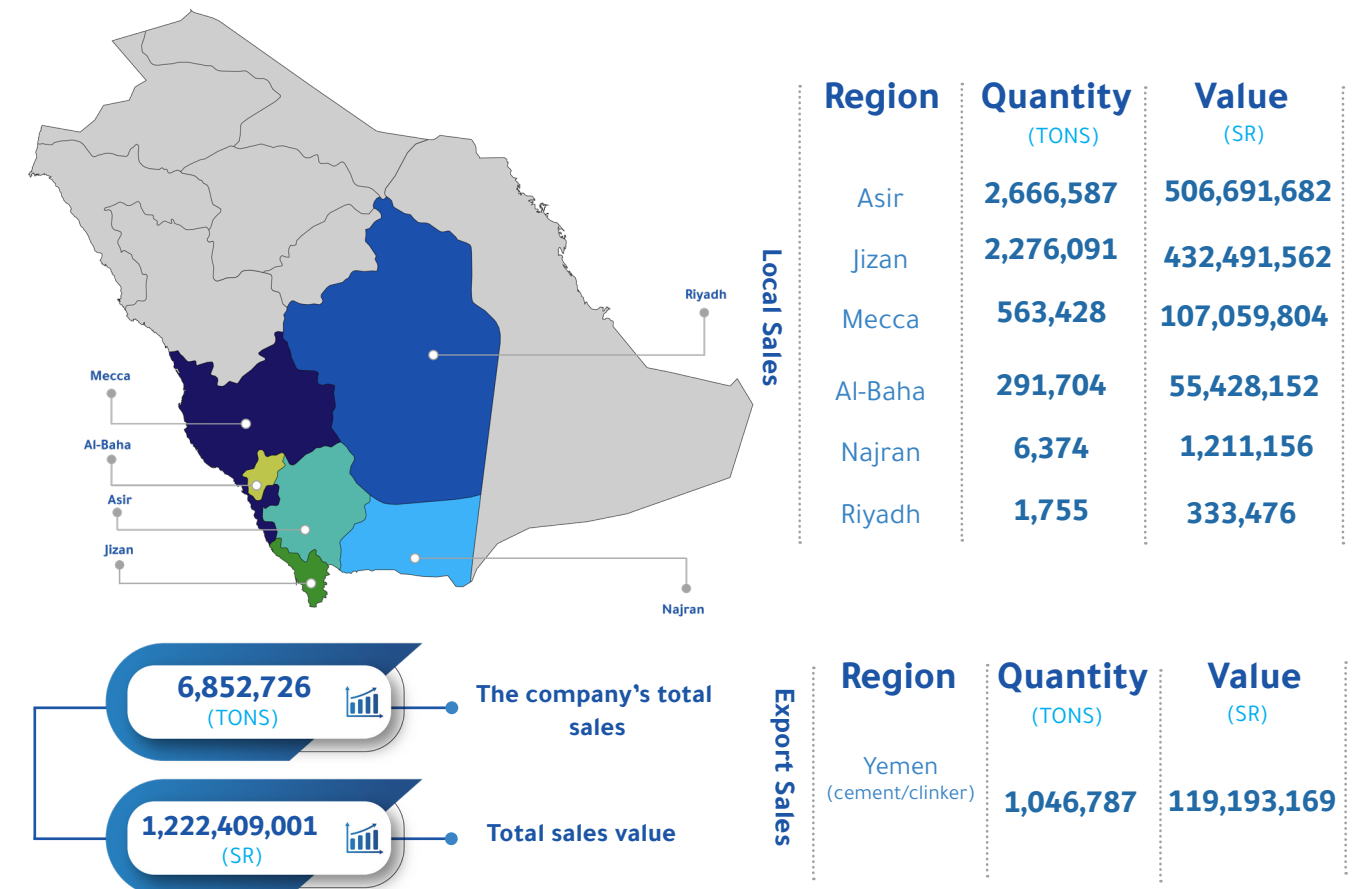 Riyadh
Mecca
Al-Baha
Asir
Jizan
Najran
Local Sales
Region Quantity Value
(TONS) (SR)
Asir 2,666,587 506,691,682
Jizan 2,276,091 432,491,562
Mecca 563,428 107,059,804
Al-Baha 291,704 55,428,152
Najran 6,374 1,211,156
Riyadh 1,755 333,476
6,852,726
(TONS)
The company's total
sales
1,222,409,001
(SR)
Total sales value
Export Sales
Region Quantity Value
(TONS) (SR)
Yemen
(cement/clinker)
1,046,787 119,193,169